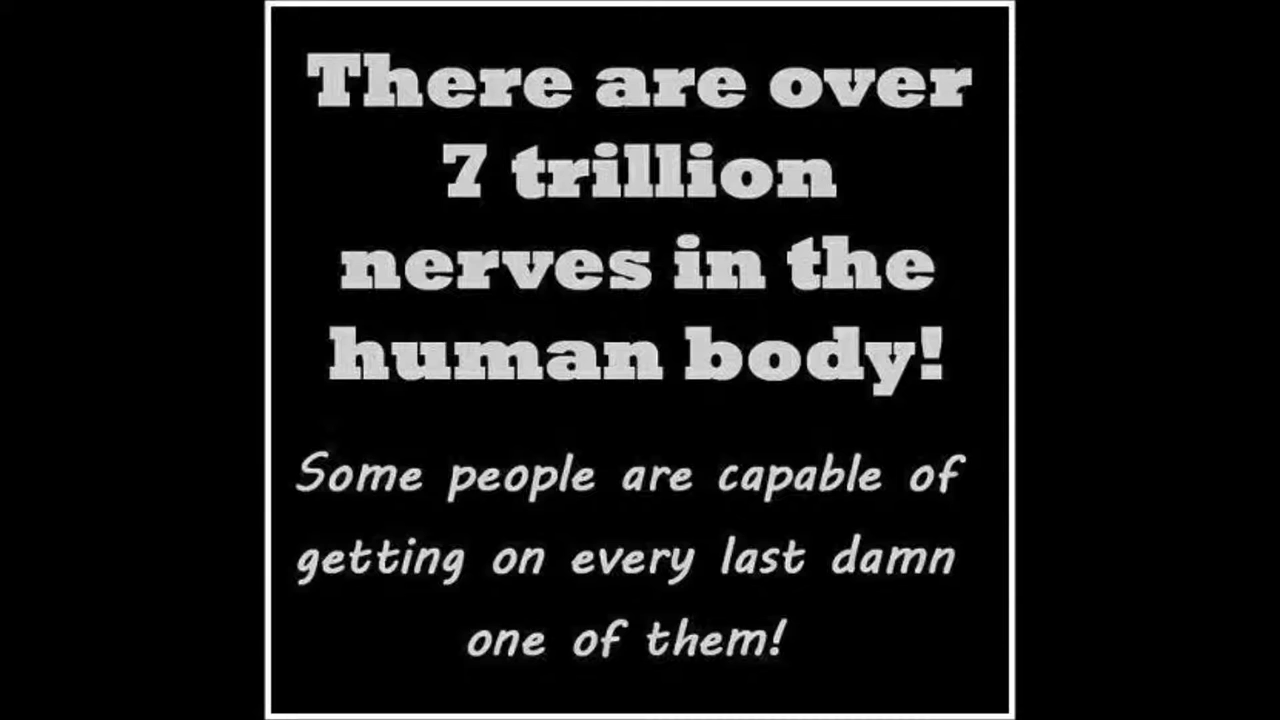 There are over
7 trillion
nerves in the
human body!
Some people are capable of
getting on every last damn
one of them!